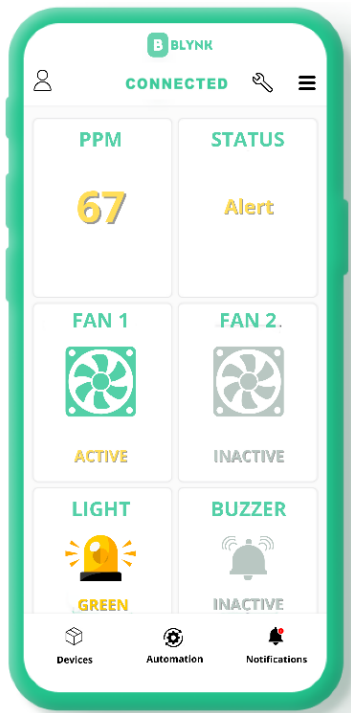 B BLYNK
CONNECTED
PPM
STATUS
67
Alert
FAN 1
FAN 2.
ACTIVE
INACTIVE
LIGHT
BUZZER
GREEN
INACTIVE
Devices
Automation
Notifications